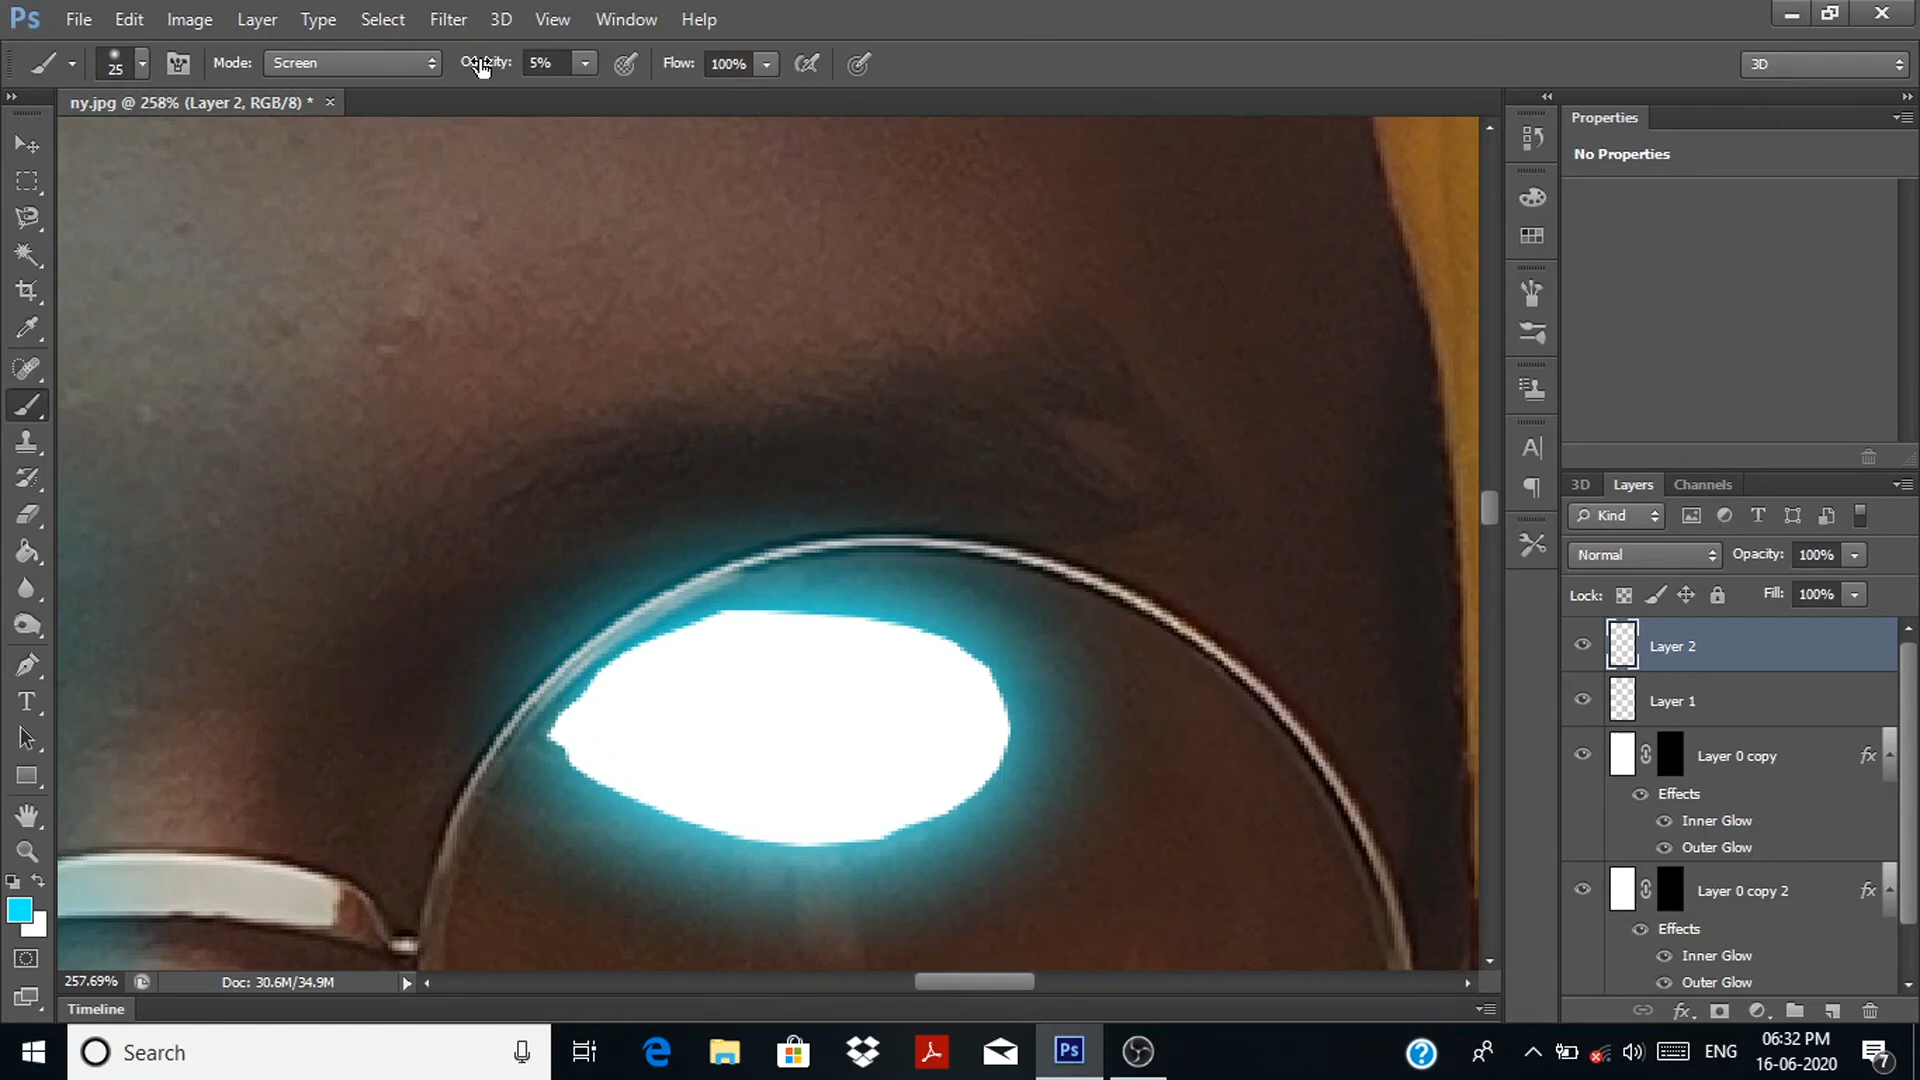 Ps File Edit Image Layer Type Select Filter 3D View Window Help
25 Mode: Screen Opacity: 5% Flow: 100% 3D
ny.jpg @ 258% (Layer 2, RGB/8) * ×
Properties
No Properties
3D Layers Channels
Kind
Normal Opacity: 100%
Lock: Fill: 100%
Layer 2
Layer 1
Layer 0 copy fx
Effects
Inner Glow
Outer Glow
Layer 0 copy 2 fx
Effects
Inner Glow
Outer Glow
257.69% Doc: 30.6M/34.9M
Timeline
Search
Ps
ENG
06:32 PM
16-06-2020
7